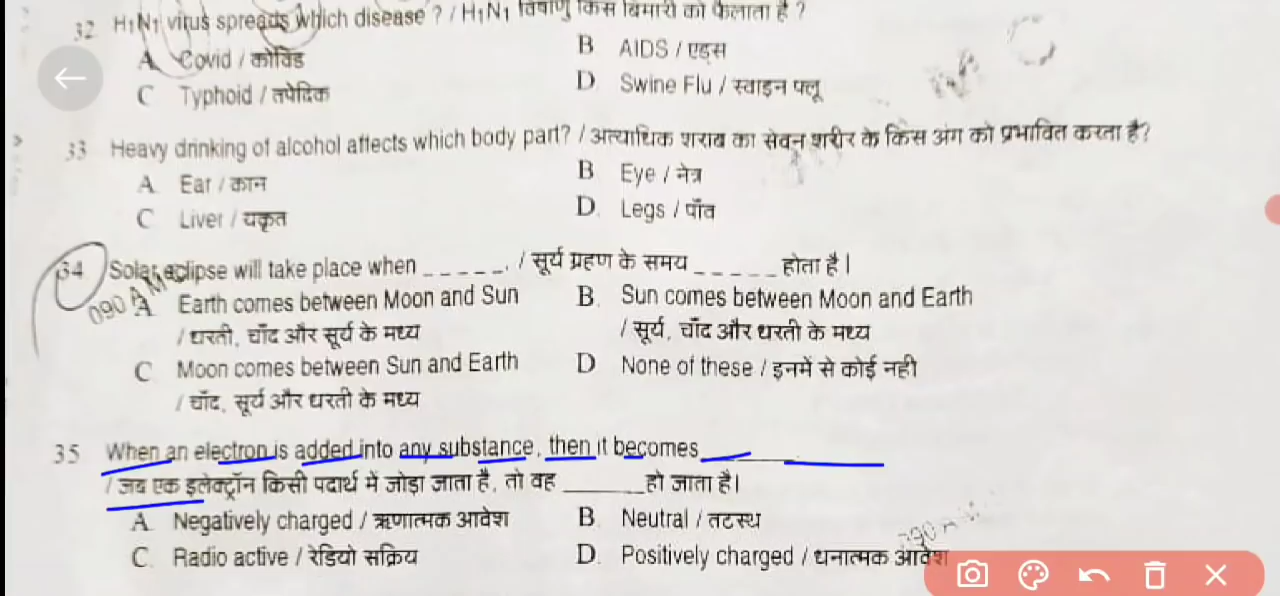 32 H1N1 virus spreads which disease ? / H1N1 विषाणु किस बिमारी को फैलाता है ?
A Covid / कोविड
B AIDS / एड्स
C Typhoid / तपेदिक
D Swine Flu / स्वाइन फ्लू
33 Heavy drinking of alcohol affects which body part? / अत्याधिक शराब का सेवन शरीर के किस अंग को प्रभावित करता है?
A Ear / कान
B Eye / नेत्र
C Liver / यकृत
D. Legs / पाँव
34 Solar eclipse will take place when _ _ _ _ _. / सूर्य ग्रहण के समय _ _ _ _ _ होता है।
A Earth comes between Moon and Sun
/ धरती, चाँद और सूर्य के मध्य
B. Sun comes between Moon and Earth
/ सूर्य, चाँद और धरती के मध्य
C Moon comes between Sun and Earth
/ चाँद, सूर्य और धरती के मध्य
D None of these / इनमें से कोई नही
35 When an electron is added into any substance, then it becomes ______
/ जब एक इलेक्ट्रॉन किसी पदार्थ में जोड़ा जाता है, तो वह ______ हो जाता है।
A. Negatively charged / ऋणात्मक आवेश
B. Neutral / तटस्थ
C. Radio active / रेडियो सक्रिय
D. Positively charged / धनात्मक आवेश